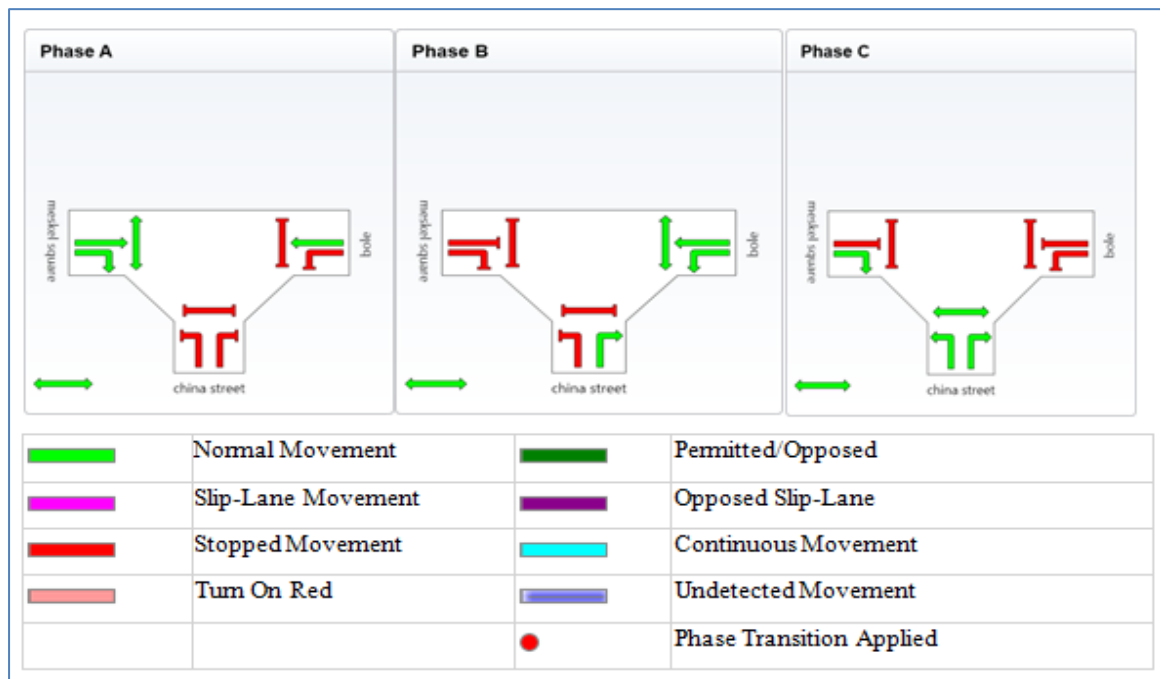 Phase A
Phase B
Phase C
meskel square
bole
china street
meskel square
bole
china street
meskel square
bole
china street
Normal Movement
Permitted/Opposed
Slip-Lane Movement
Opposed Slip-Lane
Stopped Movement
Continuous Movement
Turn On Red
Undetected Movement
Phase Transition Applied